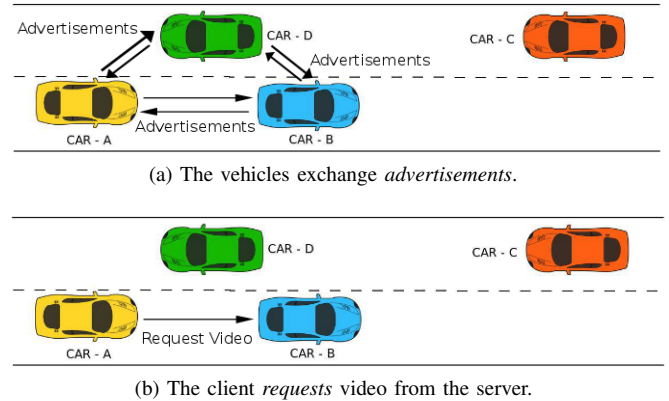 Advertisements
CAR - D
CAR - C
Advertisements
Advertisements
CAR - A
CAR - B
(a) The vehicles exchange advertisements.
CAR - D
CAR - C
Request Video
CAR - A
CAR - B
(b) The client requests video from the server.